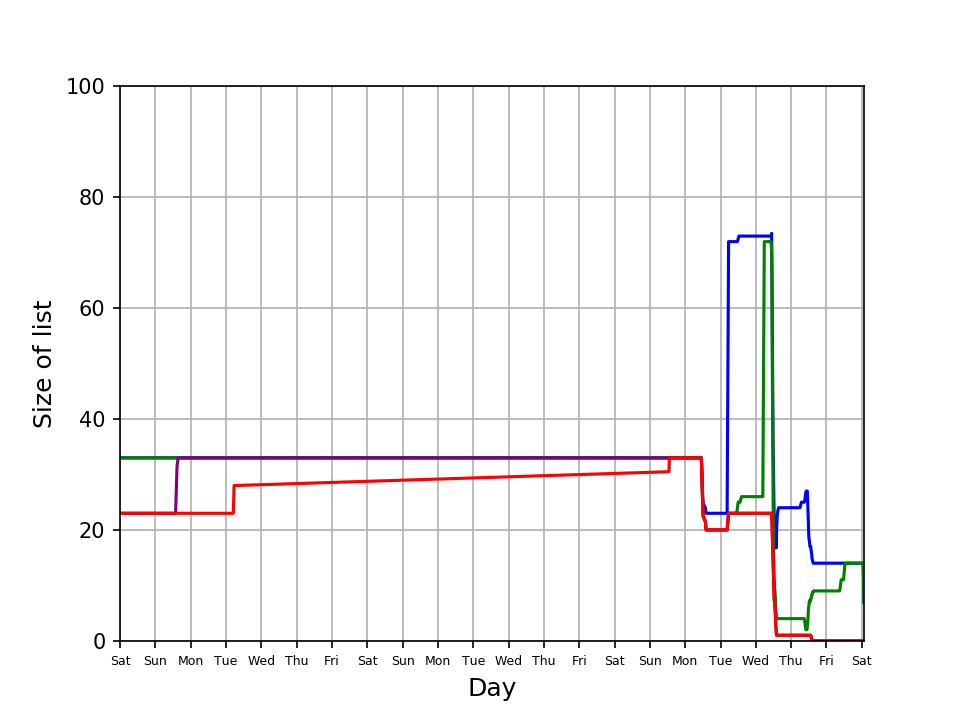 100
80
60
40
20
0
Size of list
Sat Sun Mon Tue Wed Thu Fri Sat Sun Mon Tue Wed Thu Fri Sat Sun Mon Tue Wed Thu Fri Sat
Day